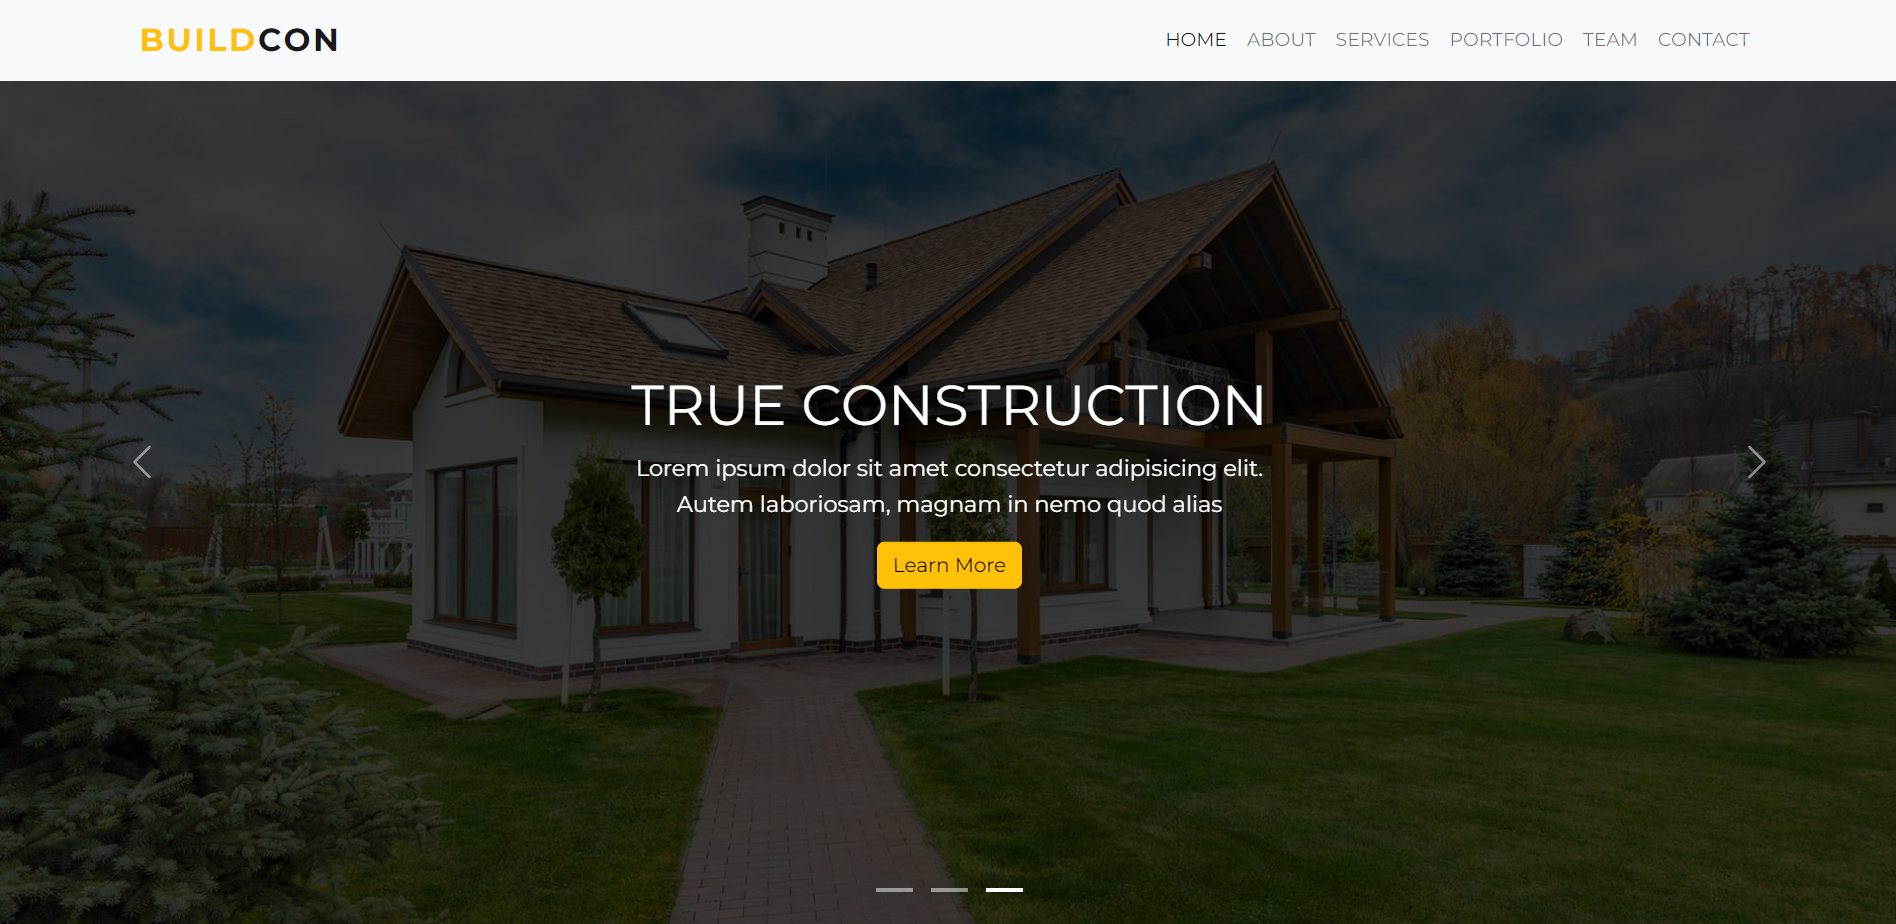 BUILDCON
HOME ABOUT SERVICES PORTFOLIO TEAM CONTACT
TRUE CONSTRUCTION
Lorem ipsum dolor sit amet consectetur adipisicing elit.
Autem laboriosam, magnam in nemo quod alias
Learn More